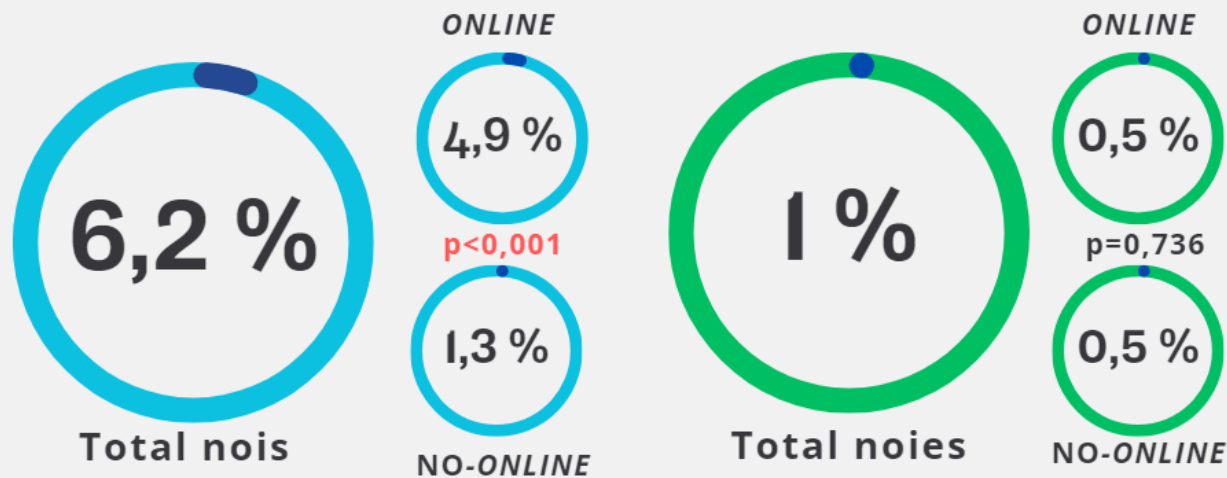 ONLINE
4,9 %
6,2 %
p<0,001
1,3 %
Total nois
NO-ONLINE
ONLINE
0,5 %
1 %
p=0,736
0,5 %
Total noies
NO-ONLINE